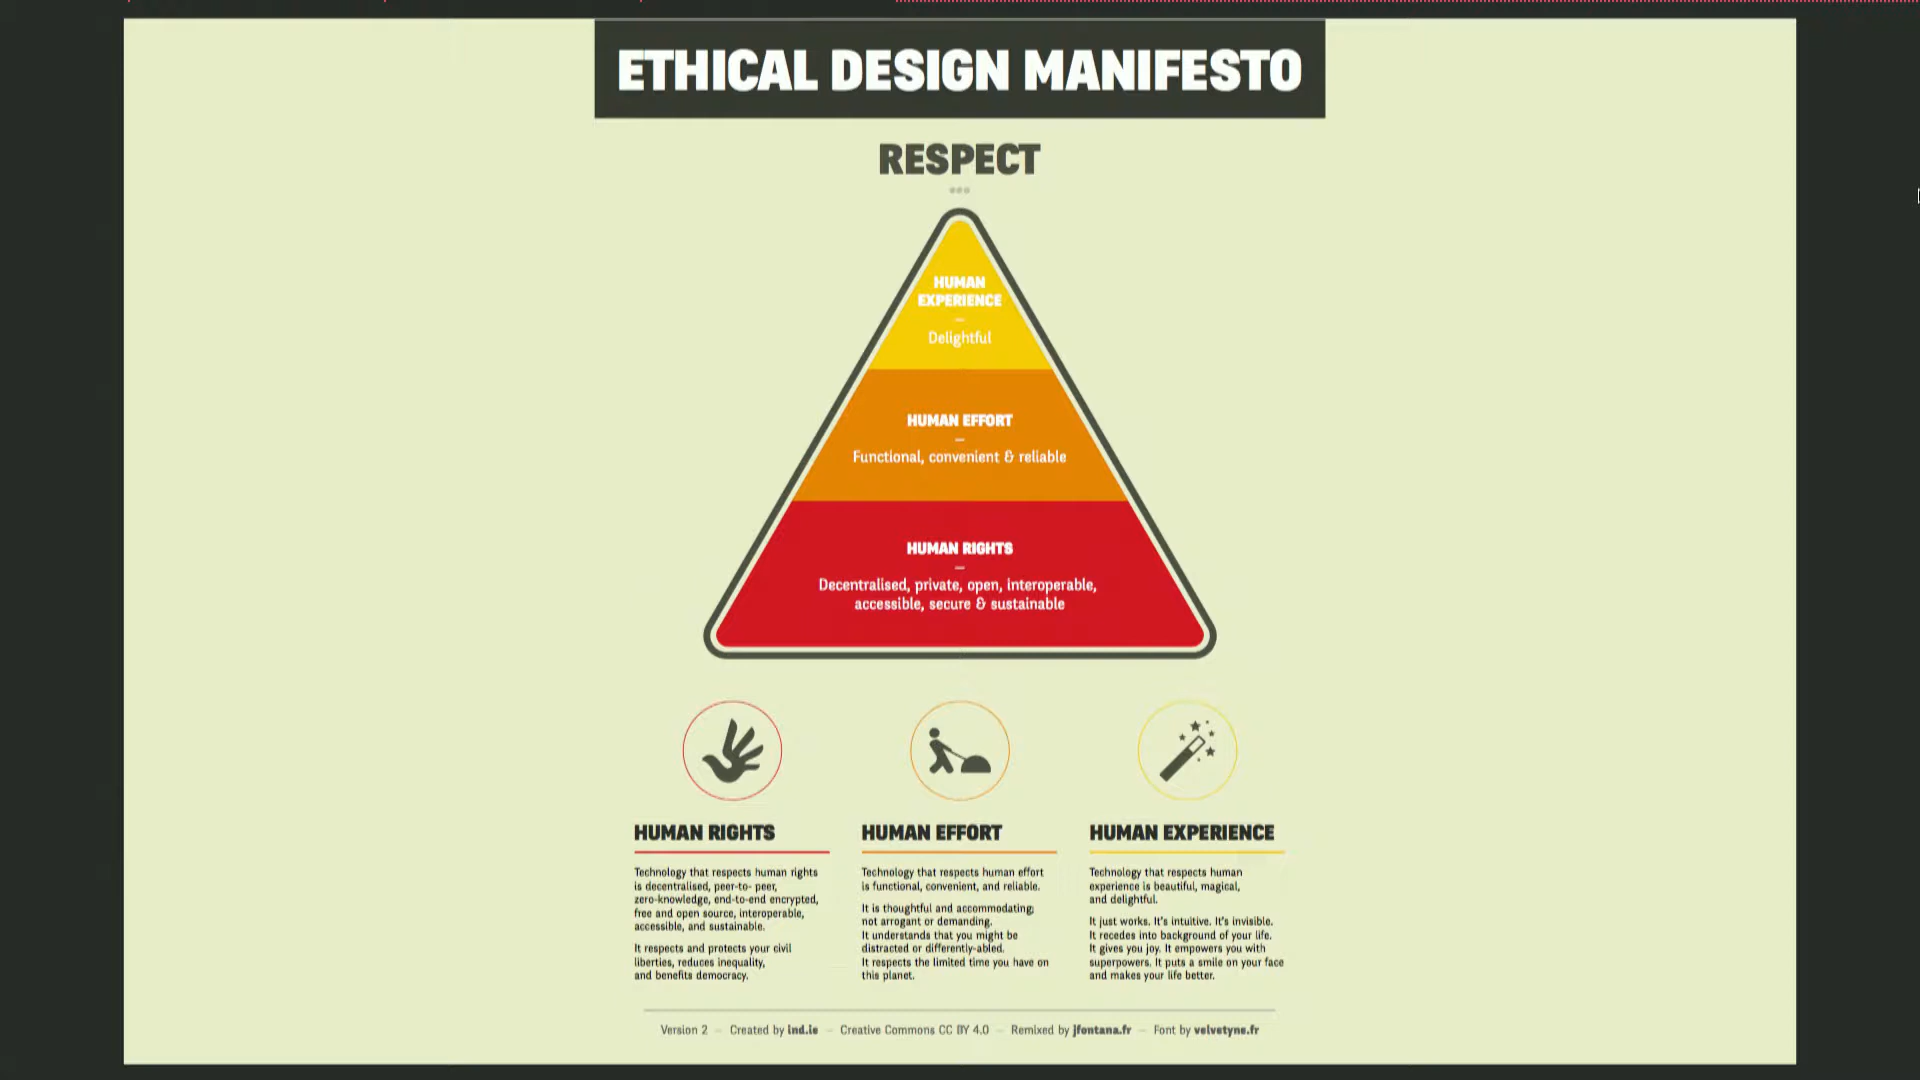 ETHICAL DESIGN MANIFESTO
RESPECT
HUMAN
EXPERIENCE
Delightful
HUMAN EFFORT
Functional, convenient & reliable
HUMAN RIGHTS
Decentralised, private, open, interoperable,
accessible, secure & sustainable
HUMAN RIGHTS
Technology that respects human rights
is decentralised, peer-to- peer,
zero-knowledge, end-to-end encrypted,
free and open source, interoperable,
accessible, and sustainable.
It respects and protects your civil
liberties, reduces inequality,
and benefits democracy.
HUMAN EFFORT
Technology that respects human effort
is functional, convenient, and reliable.
It is thoughtful and accommodating;
not arrogant or demanding.
It understands that you might be
distracted or differently-abled.
It respects the limited time you have on
this planet.
HUMAN EXPERIENCE
Technology that respects human
experience is beautiful, magical,
and delightful.
It just works. It's intuitive. It's invisible.
It recedes into background of your life.
It gives you joy. It empowers you with
superpowers. It puts a smile on your face
and makes your life better.
Version 2 — Created by ind.ie — Creative Commons CC BY 4.0 — Remixed by jfontana.fr — Font by velvetyne.fr